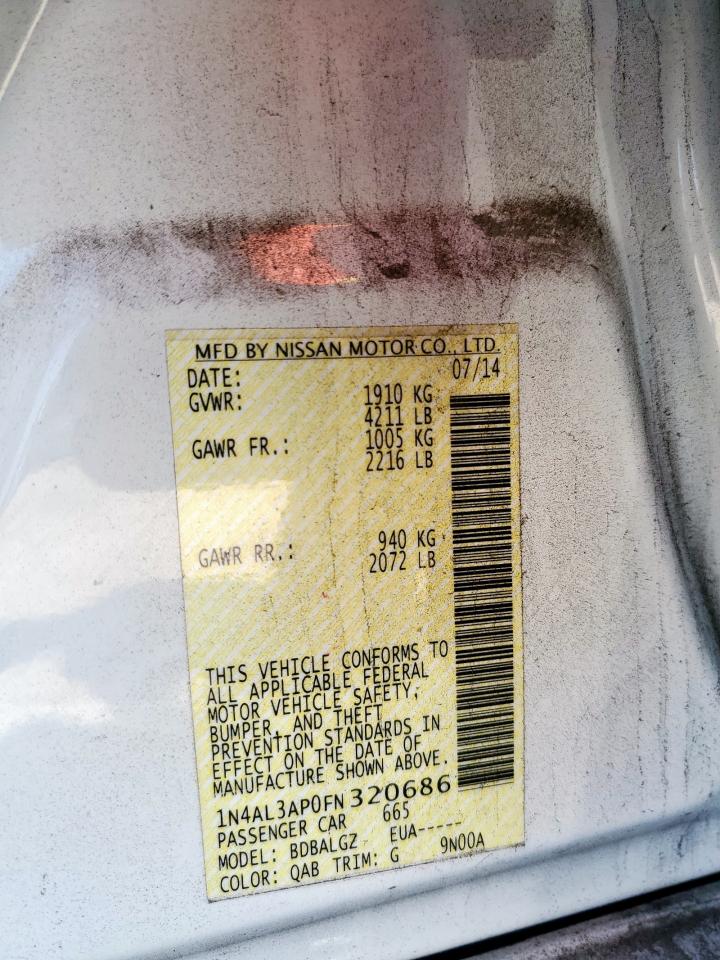 MFD BY NISSAN MOTOR CO., LTD.
DATE: 07/14
GVWR: 1910 KG
4211 LB
GAWR FR.: 1005 KG
2216 LB
GAWR RR.: 940 KG
2072 LB
THIS VEHICLE CONFORMS TO
ALL APPLICABLE FEDERAL
MOTOR VEHICLE SAFETY,
BUMPER, AND THEFT
PREVENTION STANDARDS IN
EFFECT ON THE DATE OF
MANUFACTURE SHOWN ABOVE.
1N4AL3AP0FN320686
PASSENGER CAR 665
MODEL: BDBALGZ EUA-----
COLOR: QAB TRIM: G 9N00A